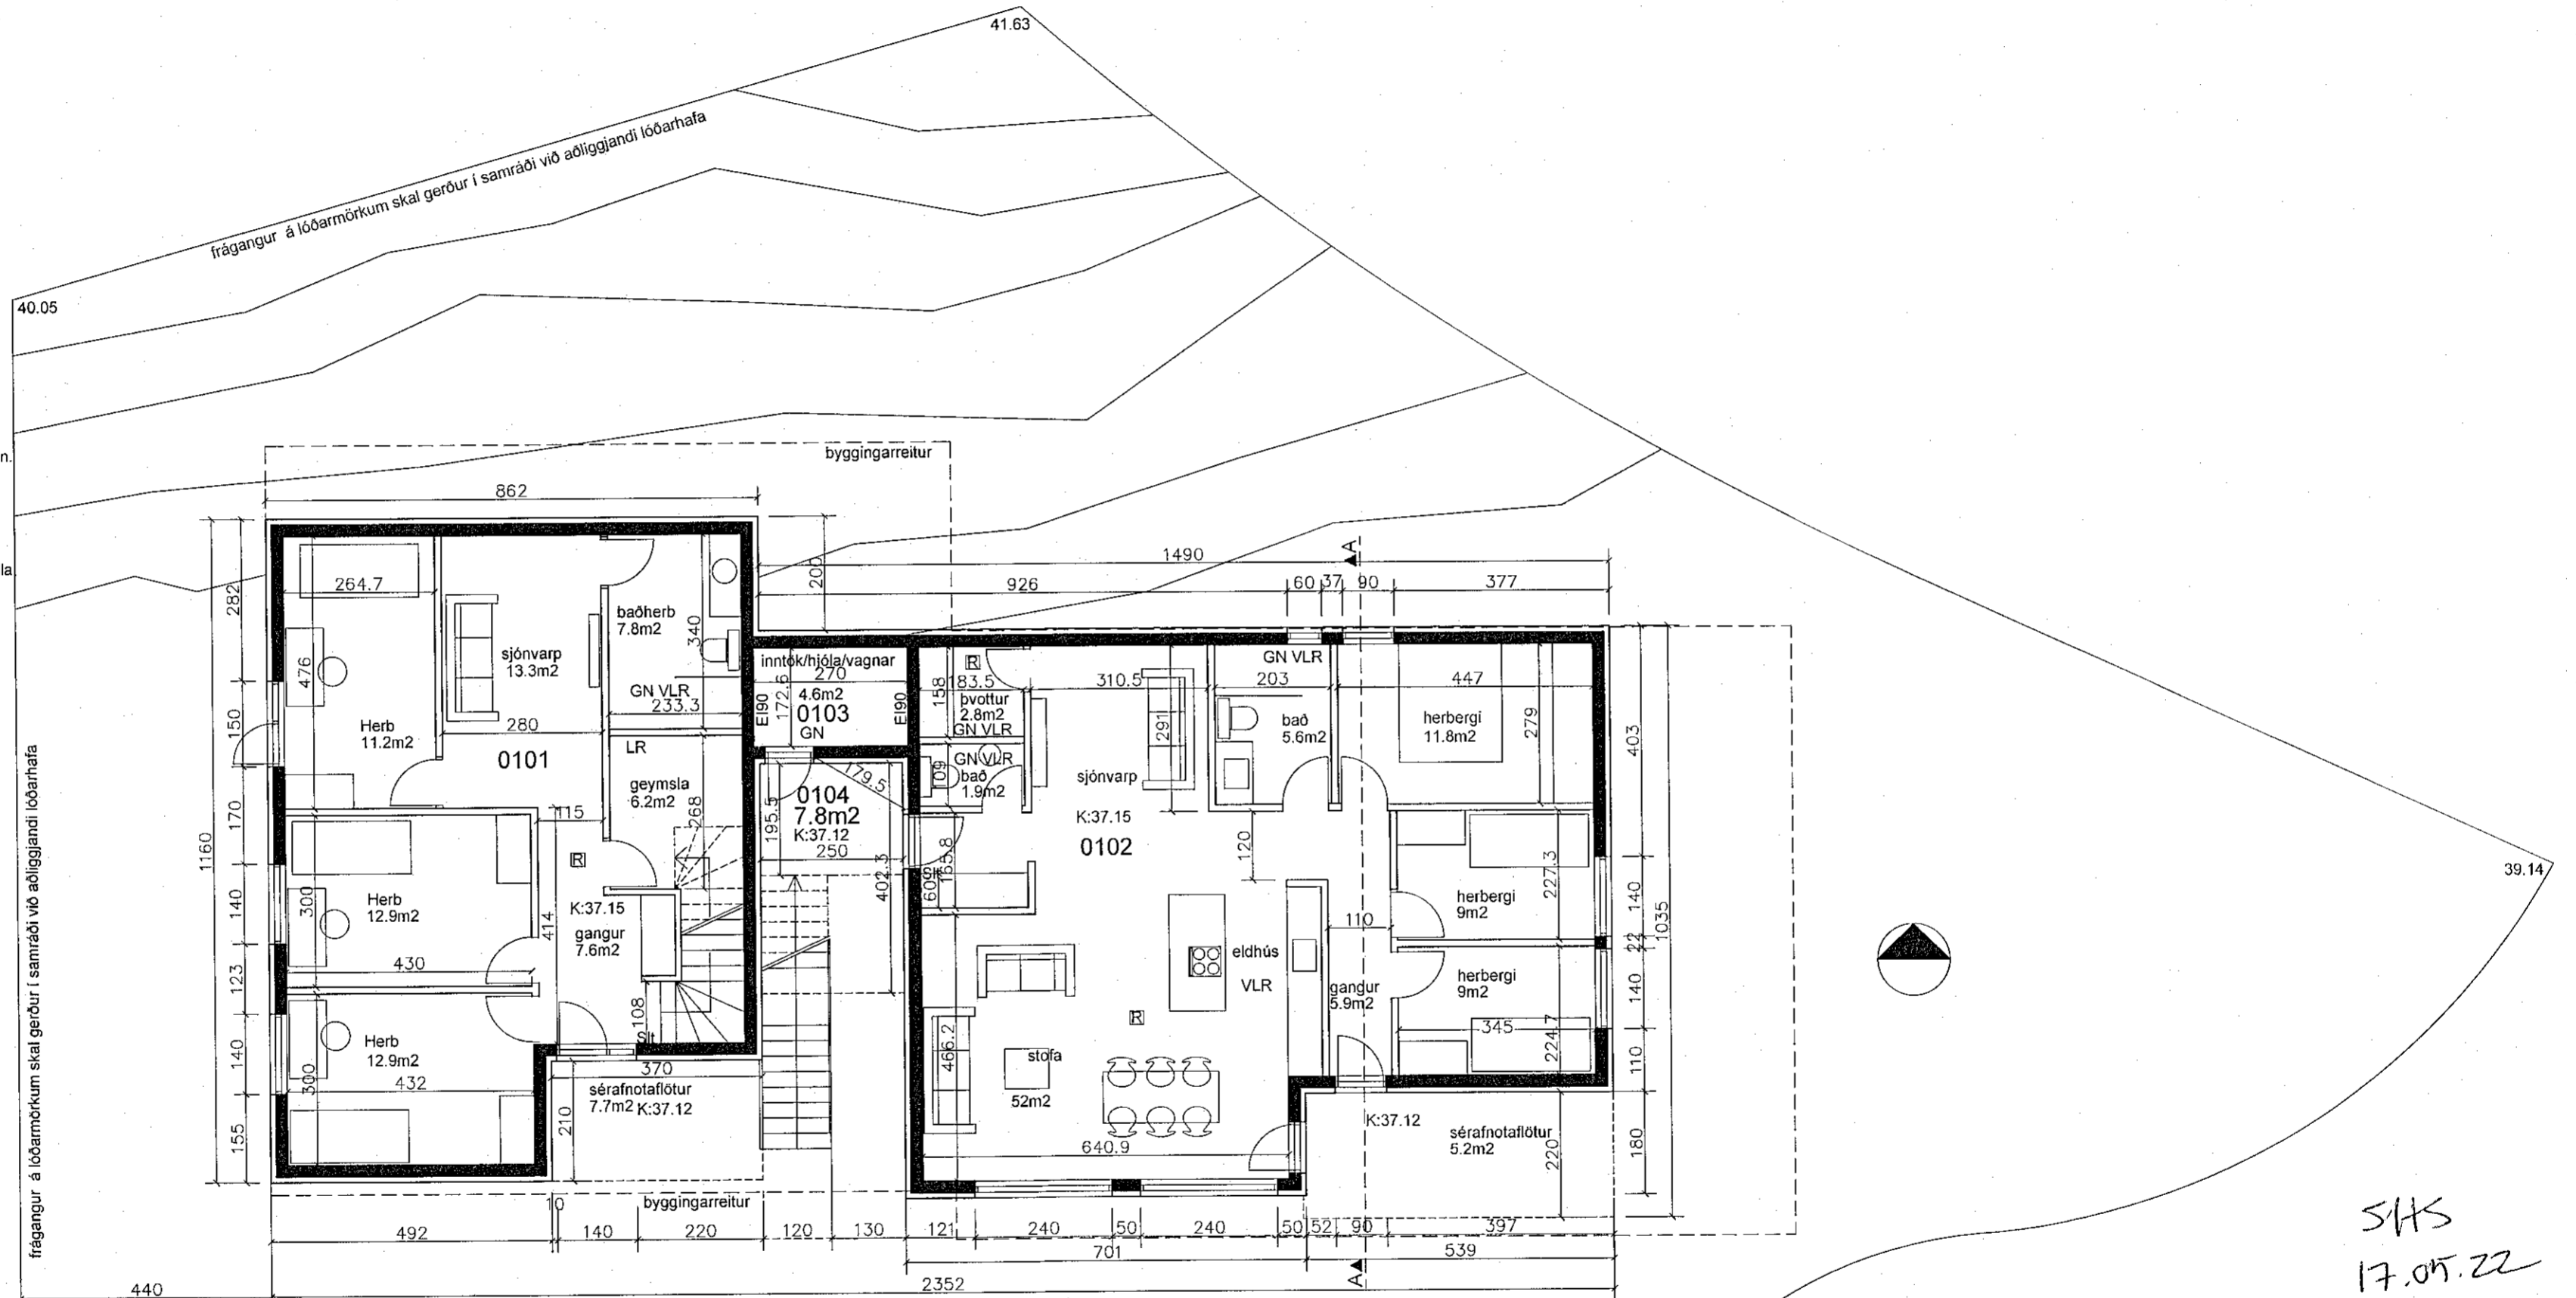 41.63
frágangur á lóðarmörkum skal gerður í samráði við aðliggjandi lóðarhafa
40.05
n.
byggingarreitur
862
la
1490
200
926
60 37 90
377
282
264.7
baðherb
7.8m2
340
476
sjónvarp
13.3m2
inntök/hjóla/vagnar
270
R
GN VLR
158
183.5
310.5
203
447
GN VLR
4.6m2
EI90
172.6
0103
EI90
þvottur
2.8m2
233.3
GN
GN VLR
150
Herb
11.2m2
280
LR
291
bað
5.6m2
herbergi
11.8m2
279
403
0101
GN VLR
bað
1.9m2
109
sjónvarp
179.5
geymsla
6.2m2
0104
7.8m2
K:37.12
250
195.5
268
K:37.15
0102
170
115
1160
R
120
155.8
Sk
60
402.3
227.3
140
Herb
12.9m2
300
K:37.15
gangur
7.6m2
414
herbergi
9m2
140
1035
110
22
430
eldhús
VLR
123
gangur
5.9m2
herbergi
9m2
140
108
Slt
R
345
224.7
466.2
Herb
12.9m2
432
300
140
370
stofa
52m2
110
sérafnotaflötur
7.7m2 K:37.12
210
K:37.12
sérafnotaflötur
5.2m2
220
180
155
640.9
frágangur á lóðarmörkum skal gerður í samráði við aðliggjandi lóðarhafa
39.14
byggingarreitur
10
492
140
220
120
130
121
240
50
240
50 52 90
397
701
539
A
A
440
2352
SHS
17.05.22